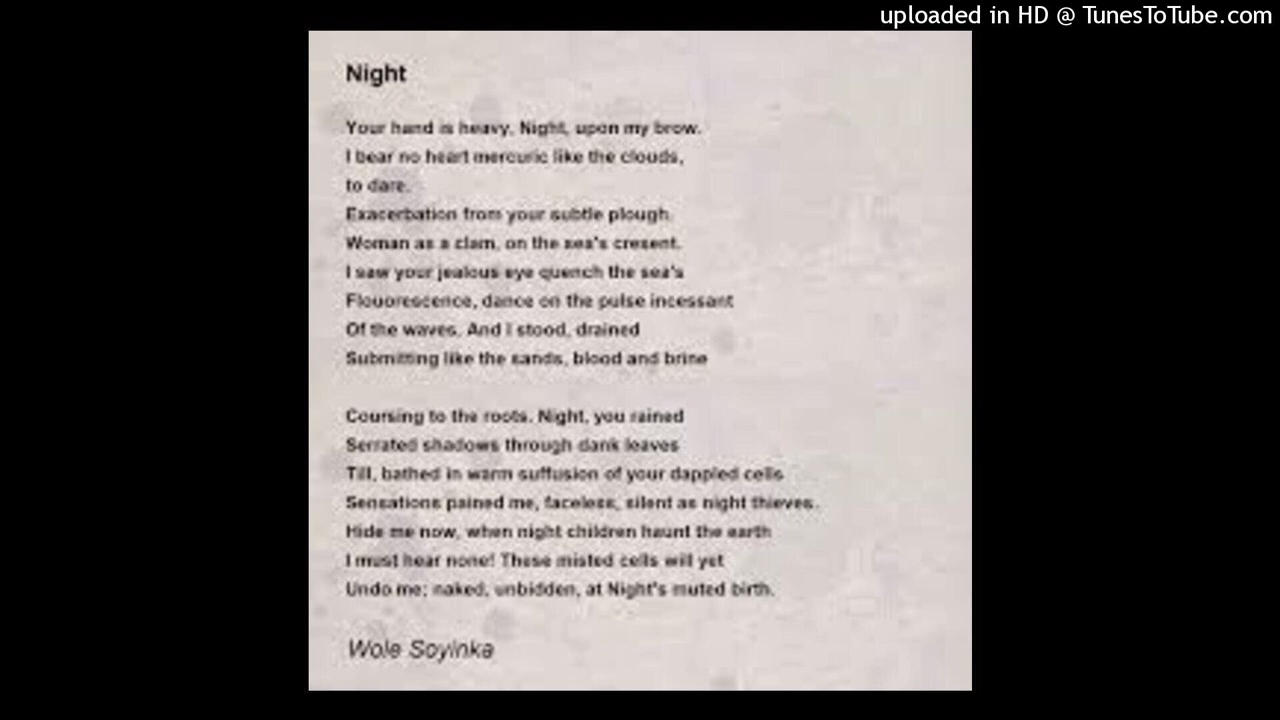 uploaded in HD @ TunesToTube.com
Night
Your hand is heavy, Night, upon my brow.
I bear no heart mercuric like the clouds,
to dare.
Exacerbation from your subtle plough.
Woman as a clam, on the sea's cresent.
I saw your jealous eye quench the sea's
Flouorescence, dance on the pulse incessant
Of the waves. And I stood, drained
Submitting like the sands, blood and brine
Coursing to the roots. Night, you rained
Serrated shadows through dank leaves
Till, bathed in warm suffusion of your dappled cells
Sensations pained me, faceless, silent as night thieves.
Hide me now, when night children haunt the earth
I must hear none! These misted cells will yet
Undo me; naked, unbidden, at Night's muted birth.
Wole Soyinka